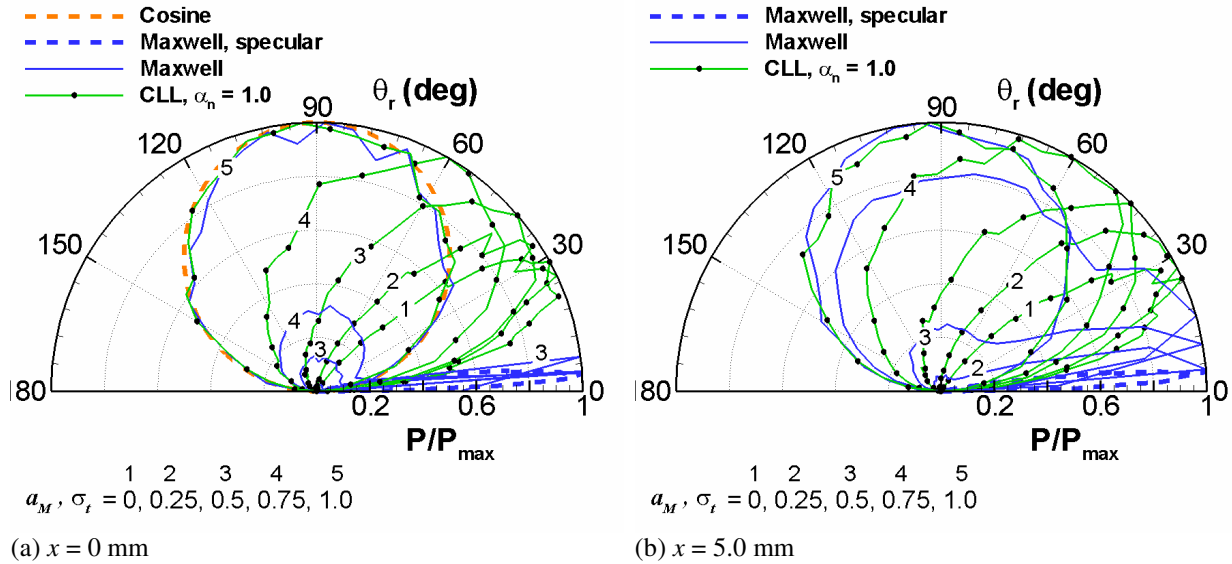 Cosine
Maxwell, specular
Maxwell
CLL, αn = 1.0
θr (deg)
90
120
60
150
30
180
0
5
4
3
2
1
4
3
3
0.2
0.6
1
P/Pmax
1 2 3 4 5
aM , σt = 0, 0.25, 0.5, 0.75, 1.0
(a) x = 0 mm
Maxwell, specular
Maxwell
CLL, αn = 1.0
θr (deg)
90
120
60
150
30
180
0
5
4
2
1
3
2
0.2
0.6
1
P/Pmax
1 2 3 4 5
aM , σt = 0, 0.25, 0.5, 0.75, 1.0
(b) x = 5.0 mm